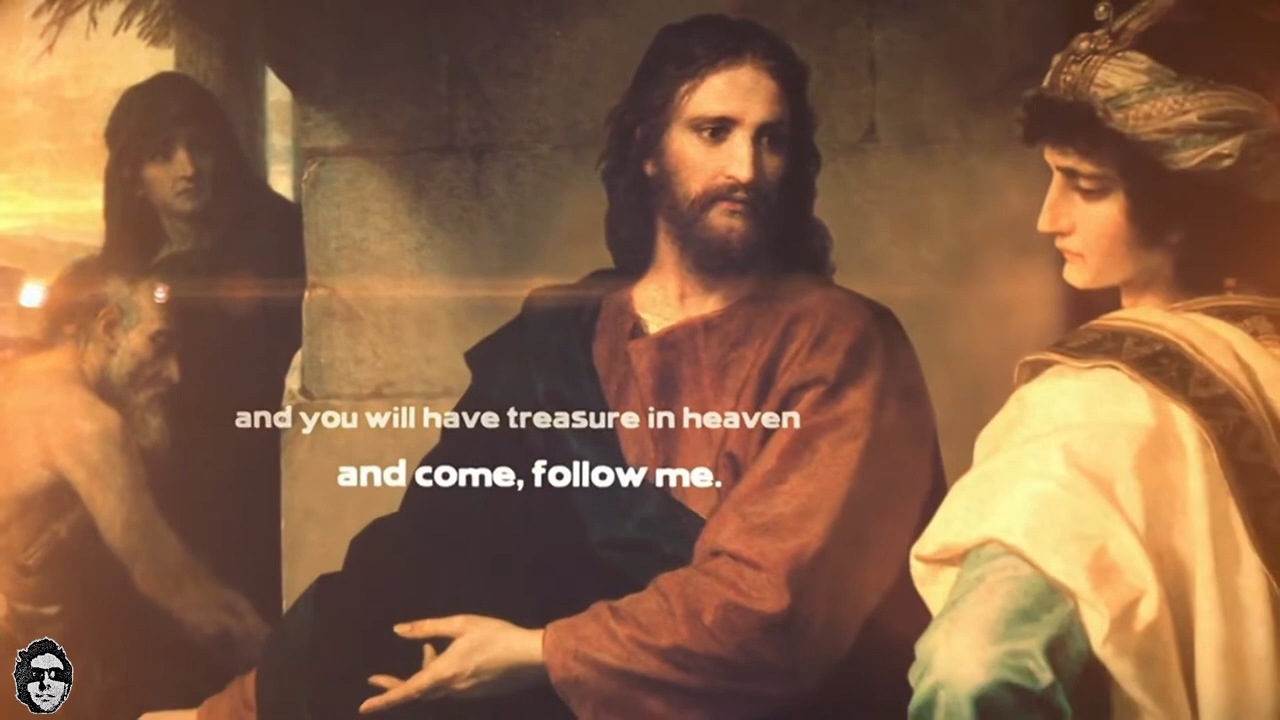 and you will have treasure in heaven
and come, follow me.